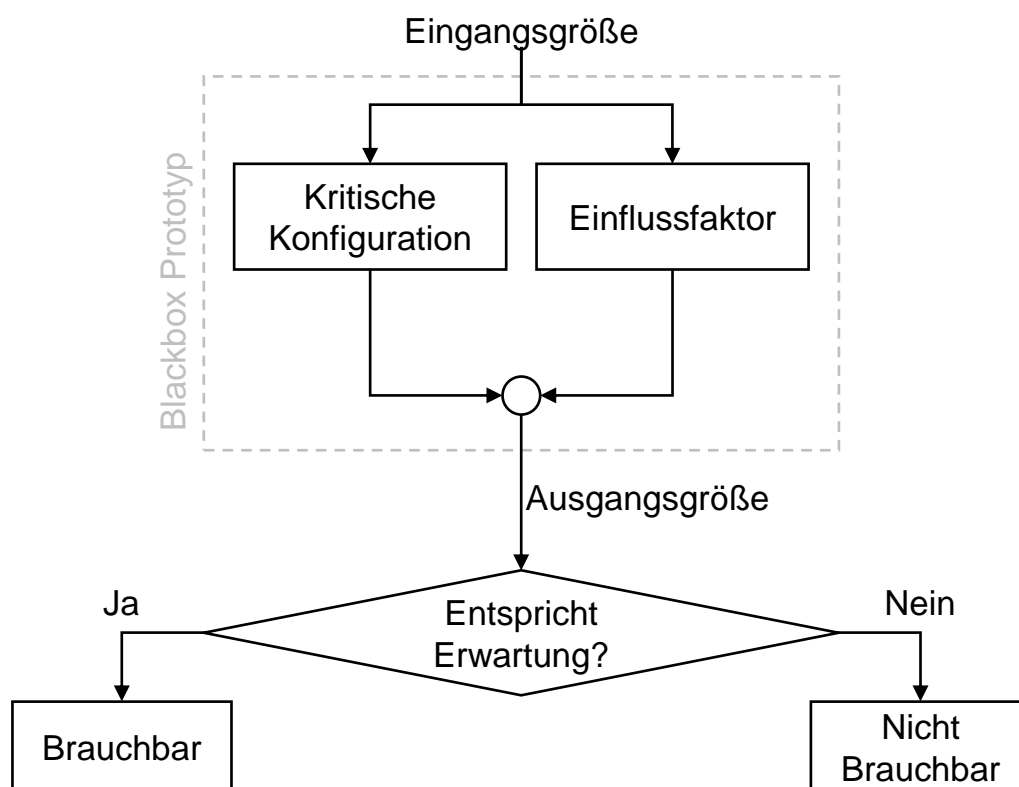 Eingangsgröße
Blackbox Prototyp
Kritische
Konfiguration
Einflussfaktor
Ausgangsgröße
Ja
Entspricht
Erwartung?
Nein
Brauchbar
Nicht
Brauchbar